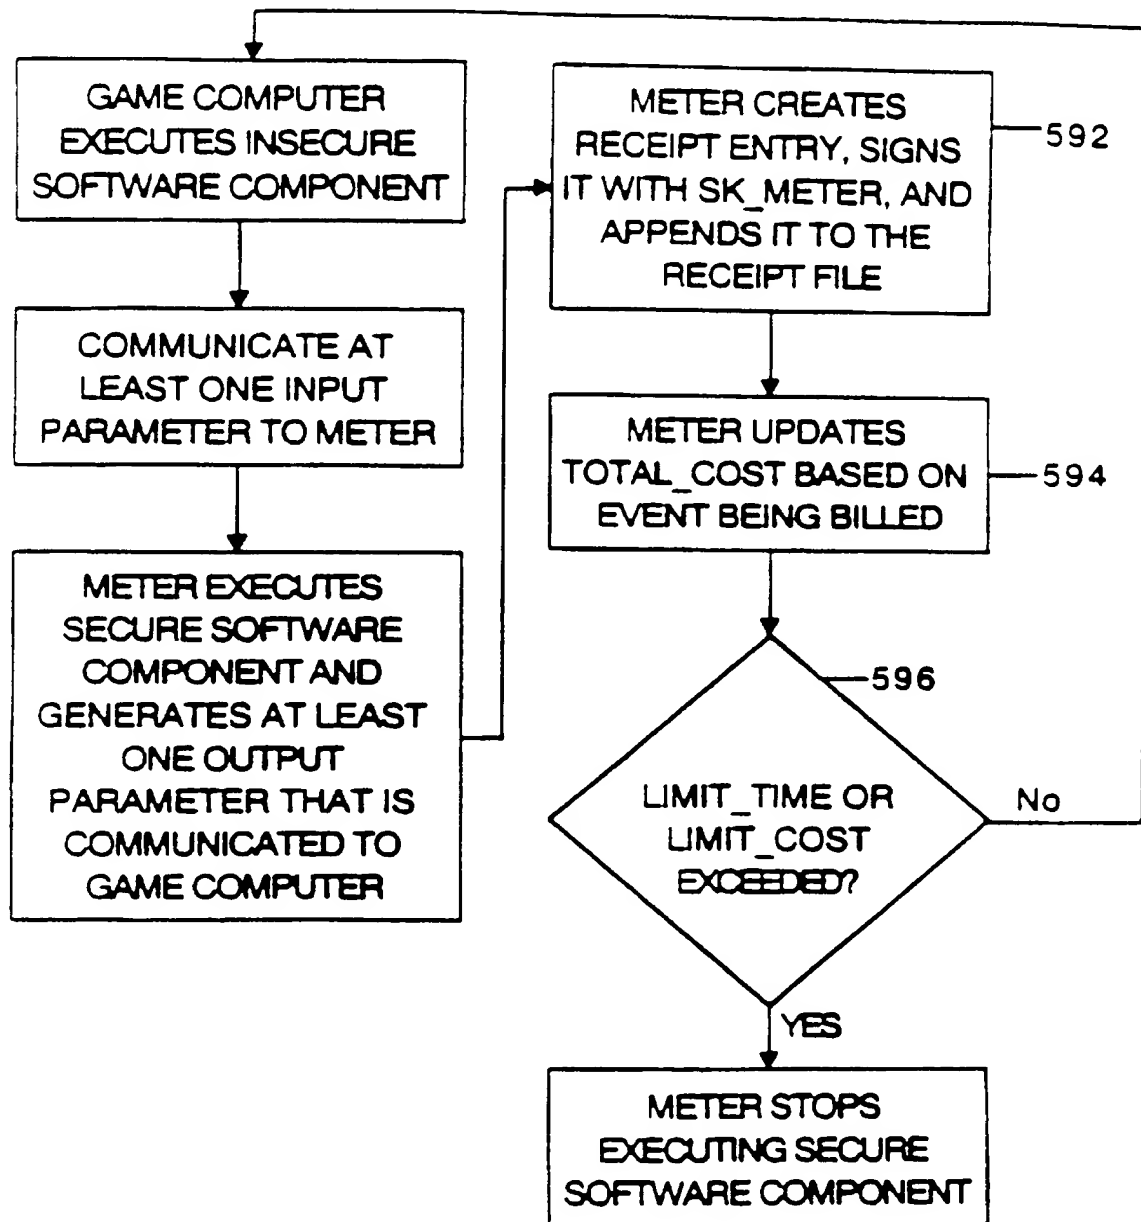 GAME COMPUTER
EXECUTES INSECURE
SOFTWARE COMPONENT
COMMUNICATE AT
LEAST ONE INPUT
PARAMETER TO METER
METER EXECUTES
SECURE SOFTWARE
COMPONENT AND
GENERATES AT LEAST
ONE OUTPUT
PARAMETER THAT IS
COMMUNICATED TO
GAME COMPUTER
METER CREATES
RECEIPT ENTRY, SIGNS
IT WITH SK_METER, AND
APPENDS IT TO THE
RECEIPT FILE
592
METER UPDATES
TOTAL_COST BASED ON
EVENT BEING BILLED
594
596
LIMIT_TIME OR
LIMIT_COST
EXCEEDED?
No
YES
METER STOPS
EXECUTING SECURE
SOFTWARE COMPONENT